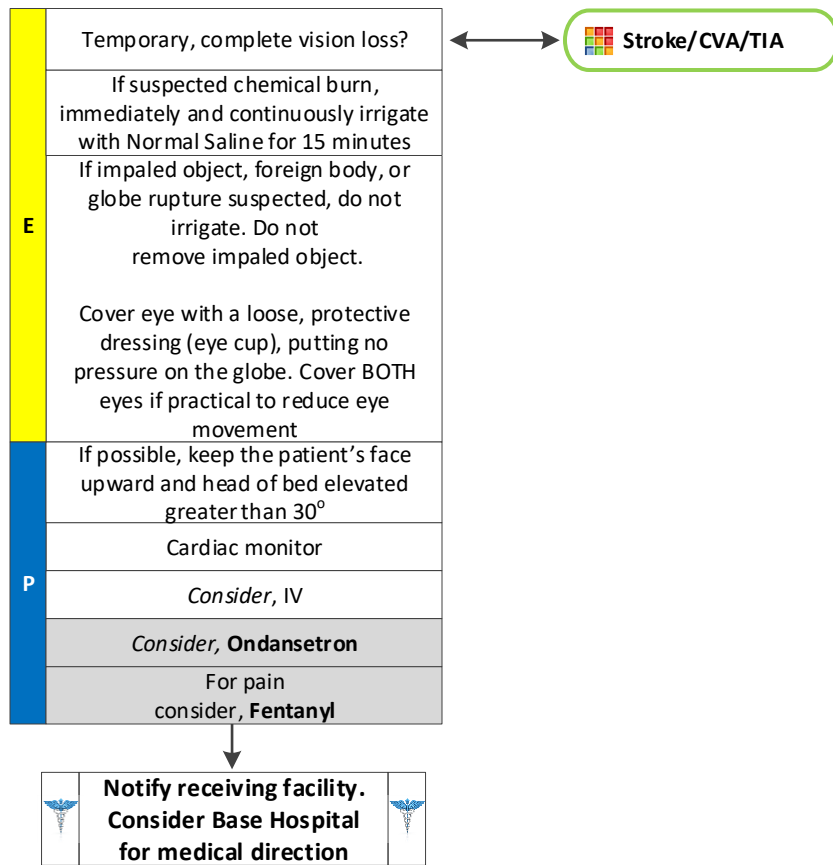 Temporary, complete vision loss?
Stroke/CVA/TIA
If suspected chemical burn,
immediately and continuously irrigate
with Normal Saline for 15 minutes
E
If impaled object, foreign body, or
globe rupture suspected, do not
irrigate. Do not
remove impaled object.
Cover eye with a loose, protective
dressing (eye cup), putting no
pressure on the globe. Cover BOTH
eyes if practical to reduce eye
movement
P
If possible, keep the patient’s face
upward and head of bed elevated
greater than 30°
Cardiac monitor
Consider, IV
Consider, Ondansetron
For pain
consider, Fentanyl
Notify receiving facility.
Consider Base Hospital
for medical direction